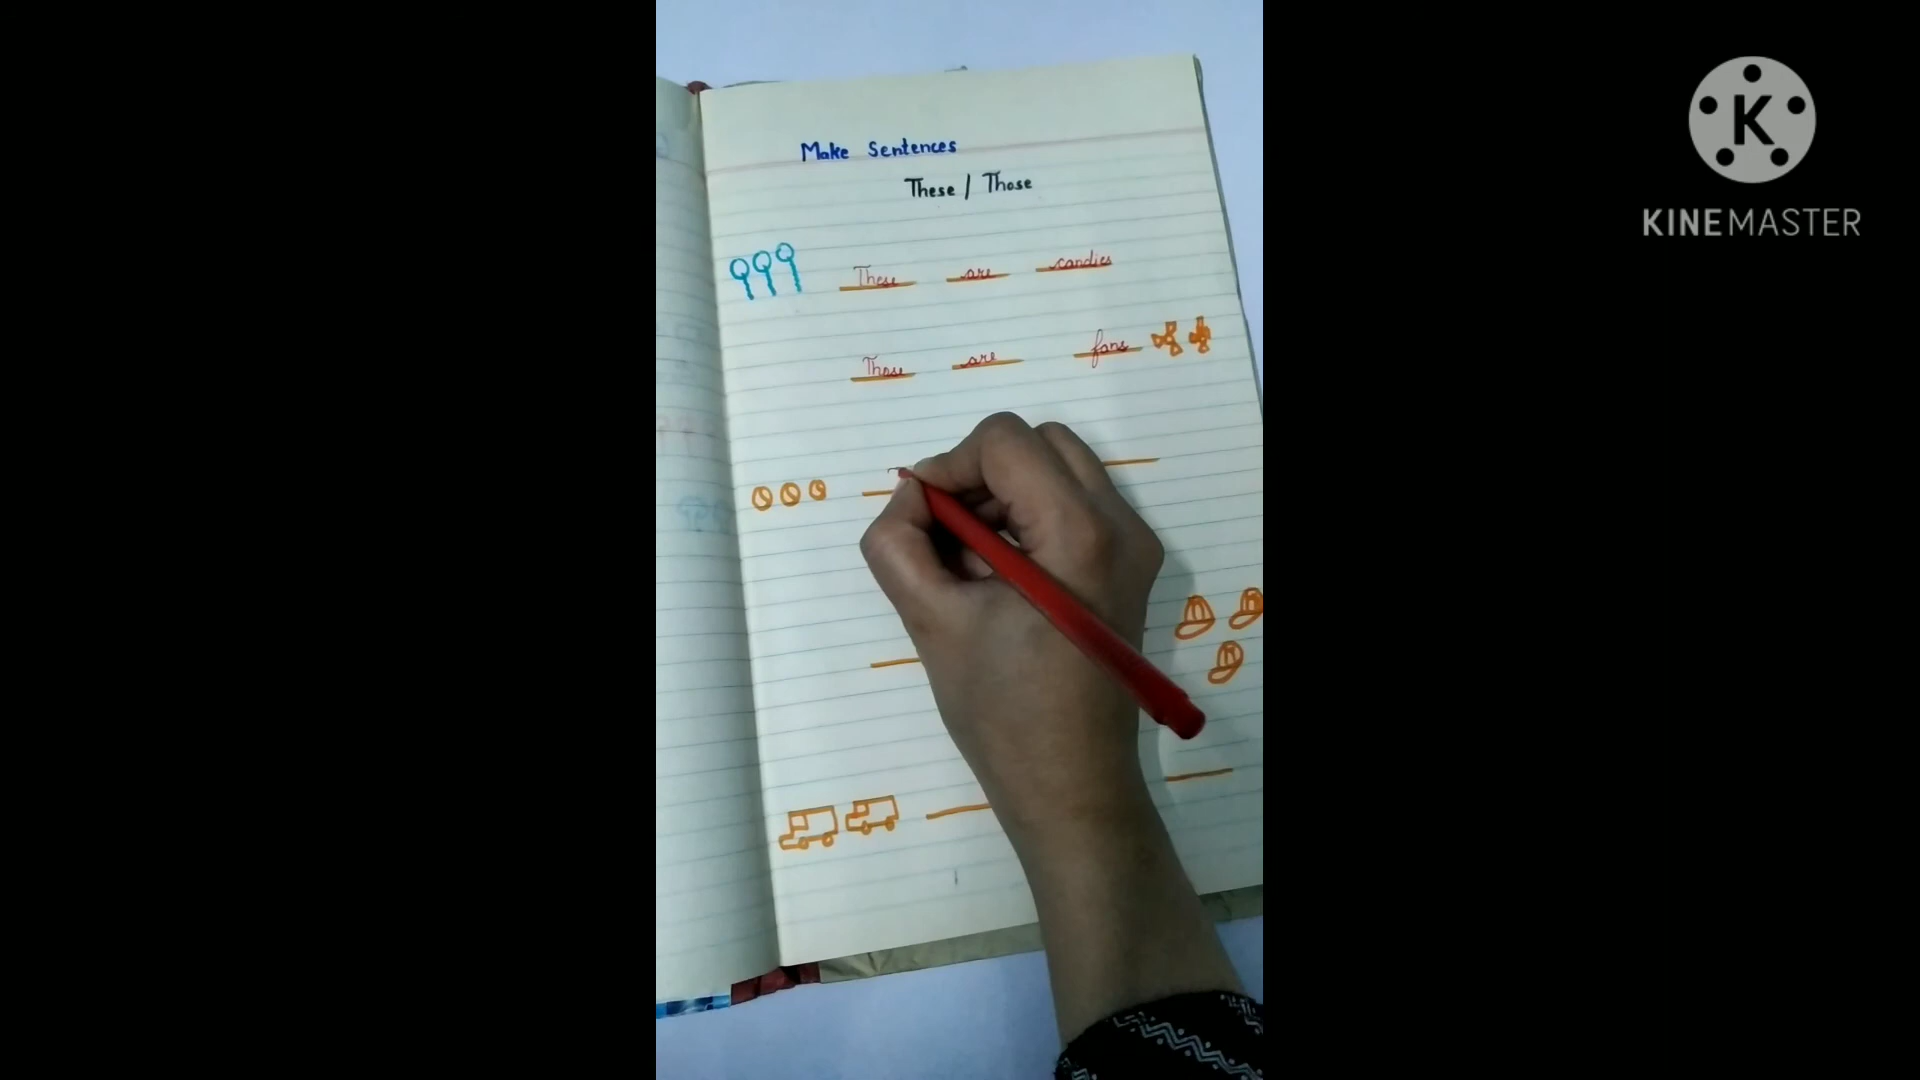 Make Sentences
These / Those
These are candies
Those are fans
K
KINEMASTER